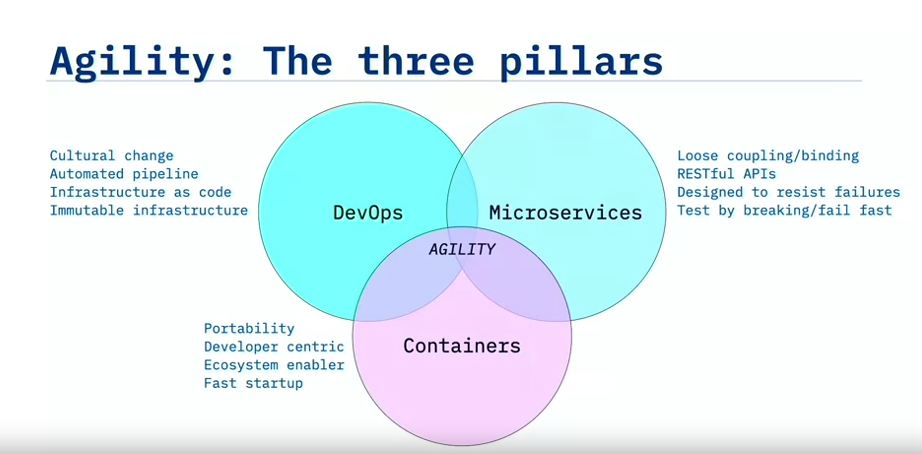 Agility: The three pillars
Cultural change
Automated pipeline
Infrastructure as code
Immutable infrastructure
DevOps
Microservices
Loose coupling/binding
RESTful APIs
Designed to resist failures
Test by breaking/fail fast
AGILITY
Portability
Developer centric
Ecosystem enabler
Fast startup
Containers